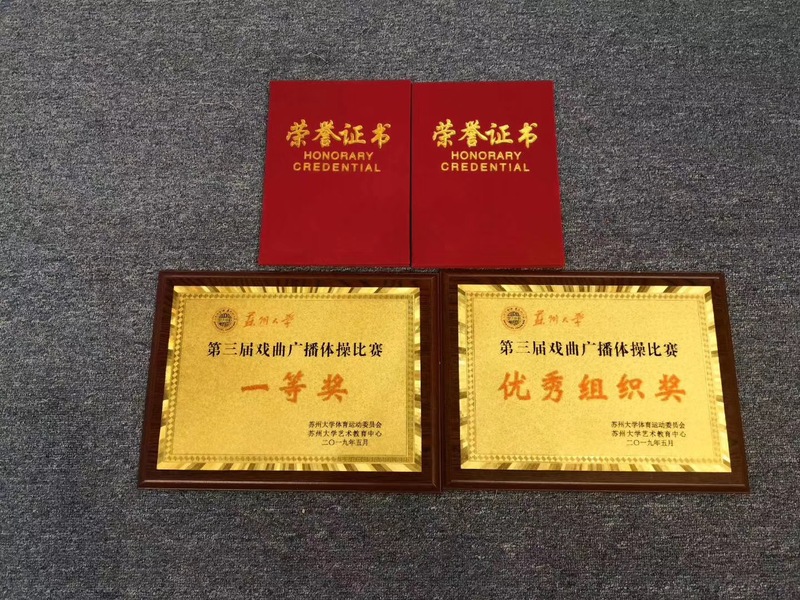 荣誉证书
HONORARY
CREDENTIAL
荣誉证书
HONORARY
CREDENTIAL
苏州大学
第三届戏曲广播体操比赛
一等奖
苏州大学体育运动委员会
苏州大学艺术教育中心
二〇一九年五月
苏州大学
第三届戏曲广播体操比赛
优秀组织奖
苏州大学体育运动委员会
苏州大学艺术教育中心
二〇一九年五月